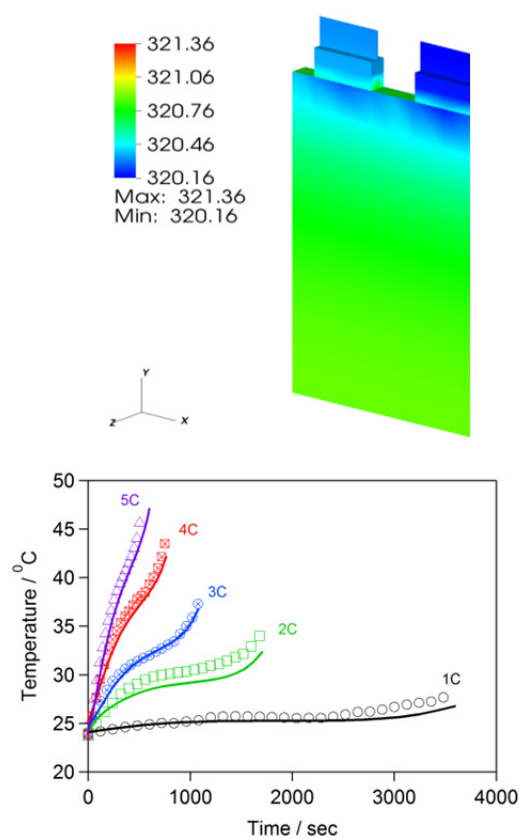 321.36
321.06
320.76
320.46
320.16
Max: 321.36
Min: 320.16
Y
Z
X
50
45
40
35
30
25
20
Temperature / ⁰C
5C
4C
3C
2C
1C
0
1000
2000
3000
4000
Time / sec